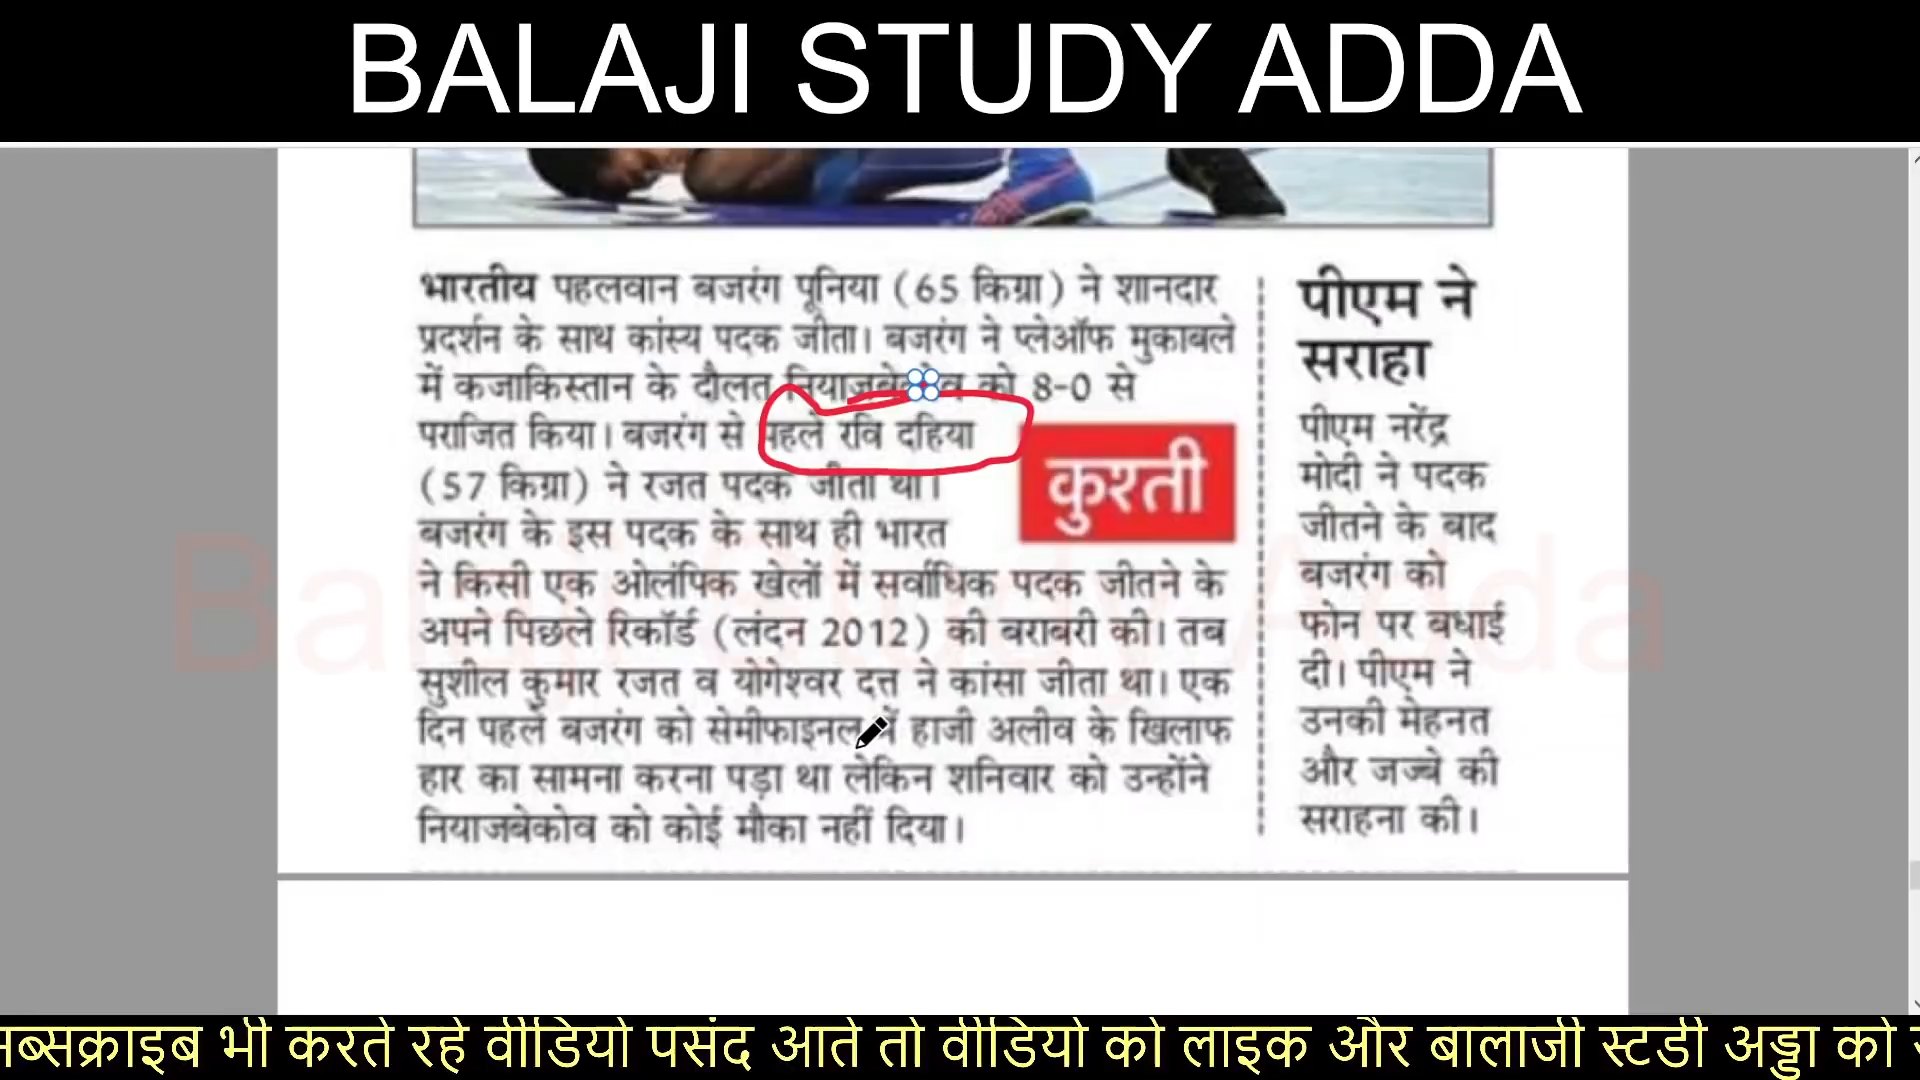 BALAJI STUDY ADDA
भारतीय पहलवान बजरंग पूनिया (65 किग्रा) ने शानदार
प्रदर्शन के साथ कांस्य पदक जीता। बजरंग ने प्लेऑफ मुकाबले
में कजाकिस्तान के दौलत को 8-0 से
पराजित किया। बजरंग से पहले रवि दहिया
(57 किग्रा) ने रजत पदक जीता था।
बजरंग के इस पदक के साथ ही भारत
ने किसी एक ओलंपिक खेलों में सर्वाधिक पदक जीतने के
अपने पिछले रिकॉर्ड (लंदन 2012) की बराबरी की। तब
सुशील कुमार रजत व योगेश्वर दत्त ने कांसा जीता था। एक
दिन पहले बजरंग को सेमीफाइनल में हाजी अलीव के खिलाफ
हार का सामना करना पड़ा था लेकिन शनिवार को उन्होंने
नियाजबेकोव को कोई मौका नहीं दिया।
कुश्ती
पीएम ने
सराहा
पीएम नरेंद्र
मोदी ने पदक
जीतने के बाद
बजरंग को
फोन पर बधाई
दी। पीएम ने
उनकी मेहनत
और जज्बे की
सराहना की।
Balaji Study Adda
सब्सक्राइब भी करते रहे वीडियो पसंद आते तो वीडियो को लाइक और बालाजी स्टडी अड्डा को